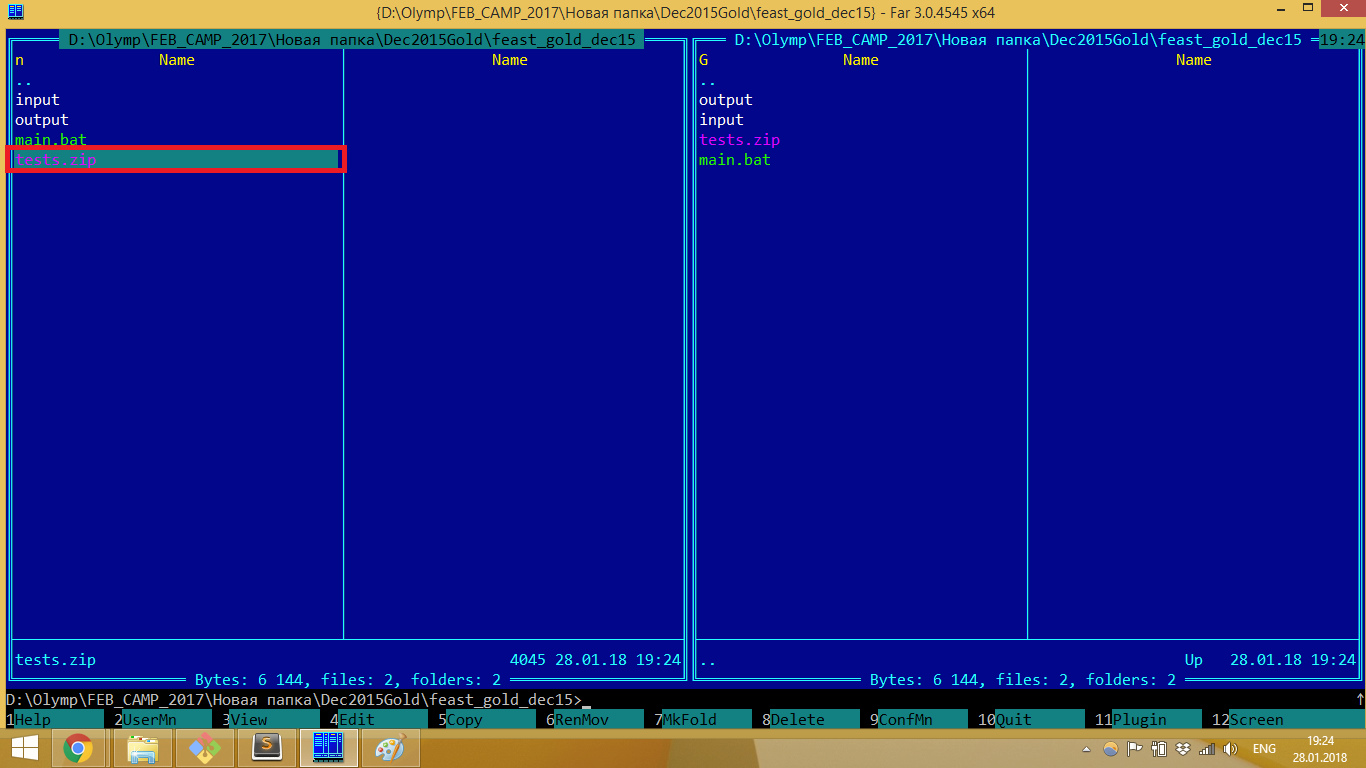 {D:\Olymp\FEB_CAMP_2017\Новая папка\Dec2015Gold\feast_gold_dec15} - Far 3.0.4545 x64
D:\Olymp\FEB_CAMP_2017\Новая папка\Dec2015Gold\feast_gold_dec15
n Name Name
..
input
output
main.bat
tests.zip
tests.zip 4045 28.01.18 19:24
Bytes: 6 144, files: 2, folders: 2
D:\Olymp\FEB_CAMP_2017\Новая папка\Dec2015Gold\feast_gold_dec15 19:24
G Name Name
..
output
input
tests.zip
main.bat
.. Up 28.01.18 19:24
Bytes: 6 144, files: 2, folders: 2
D:\Olymp\FEB_CAMP_2017\Новая папка\Dec2015Gold\feast_gold_dec15>_
1Help 2UserMn 3View 4Edit 5Copy 6RenMov 7MkFold 8Delete 9ConfMn 10Quit 11Plugin 12Screen
S ENG 19:24
28.01.2018